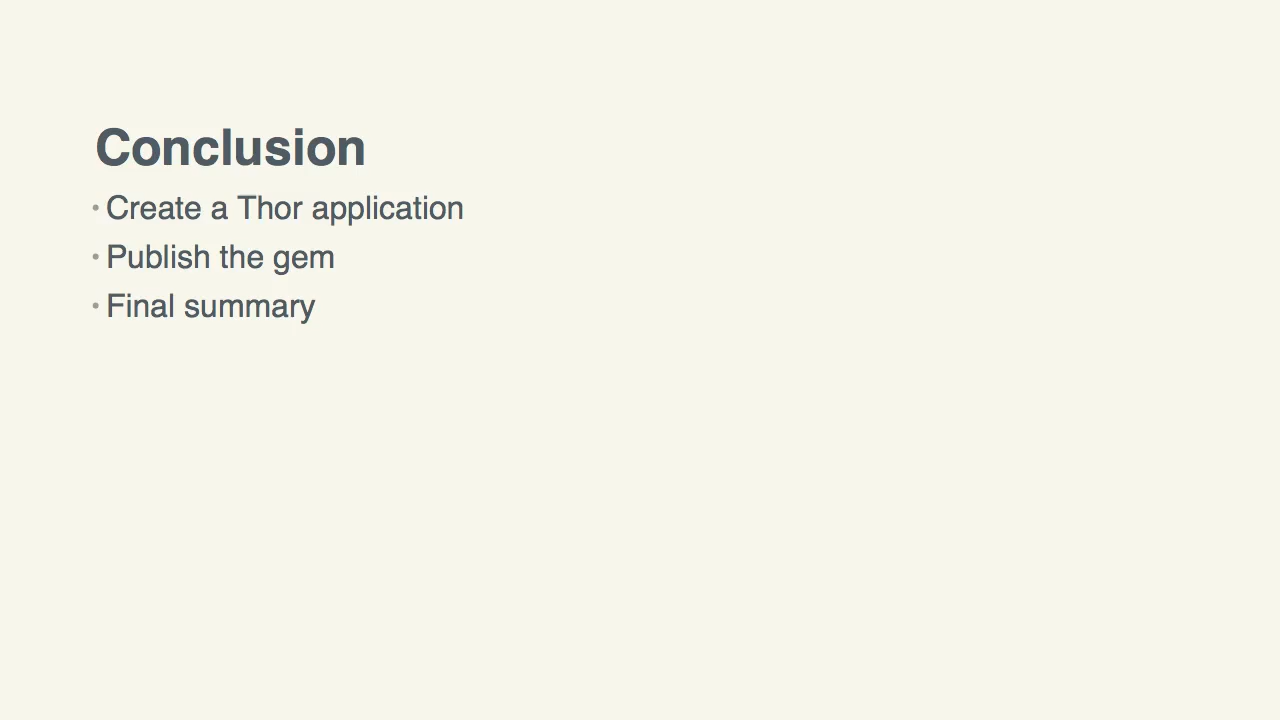 Conclusion
• Create a Thor application
• Publish the gem
• Final summary